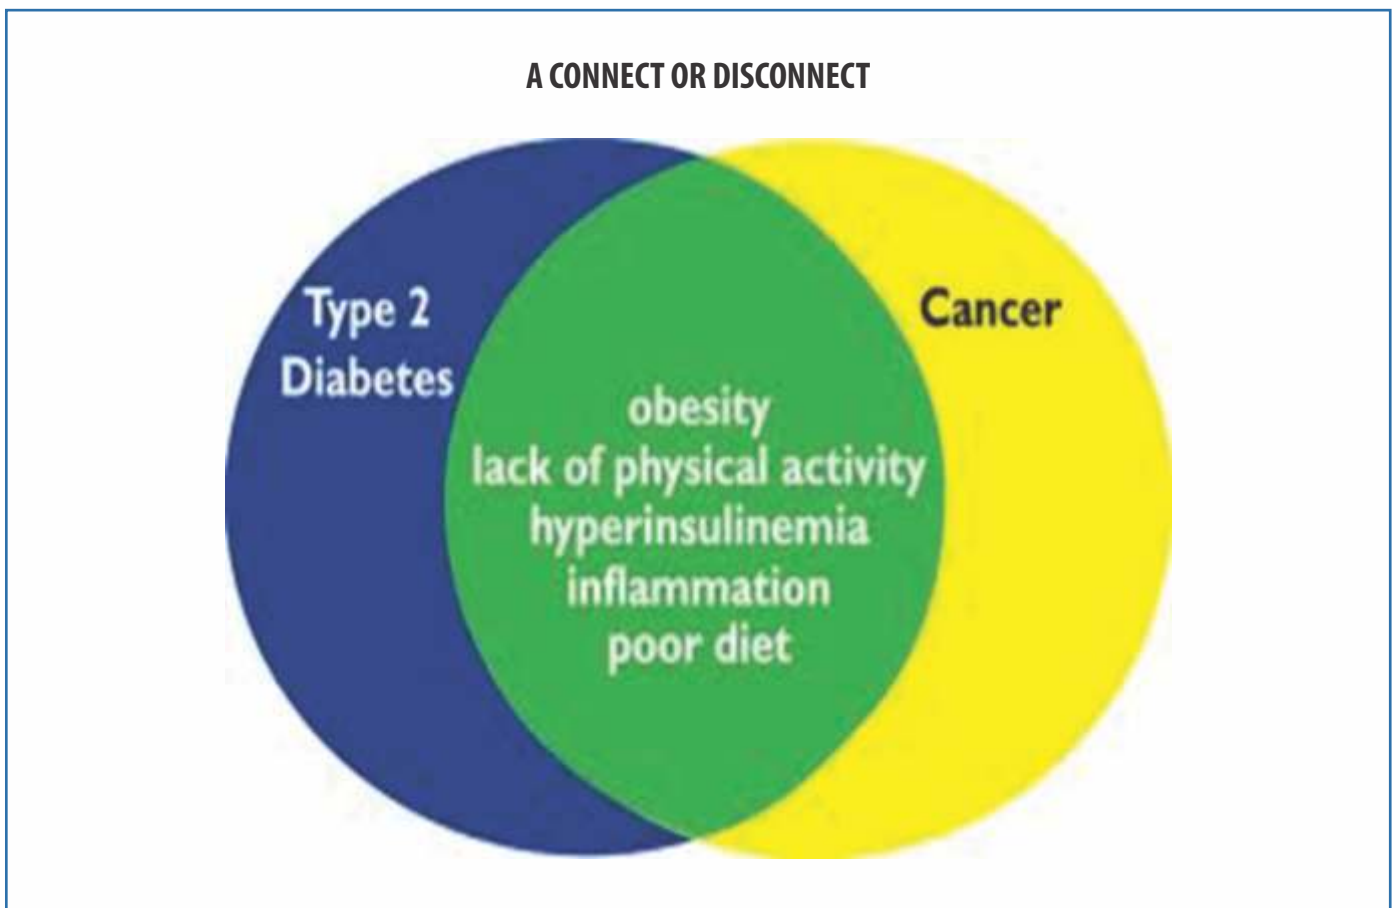 A CONNECT OR DISCONNECT
Type 2
Diabetes
Cancer
obesity
lack of physical activity
hyperinsulinemia
inflammation
poor diet